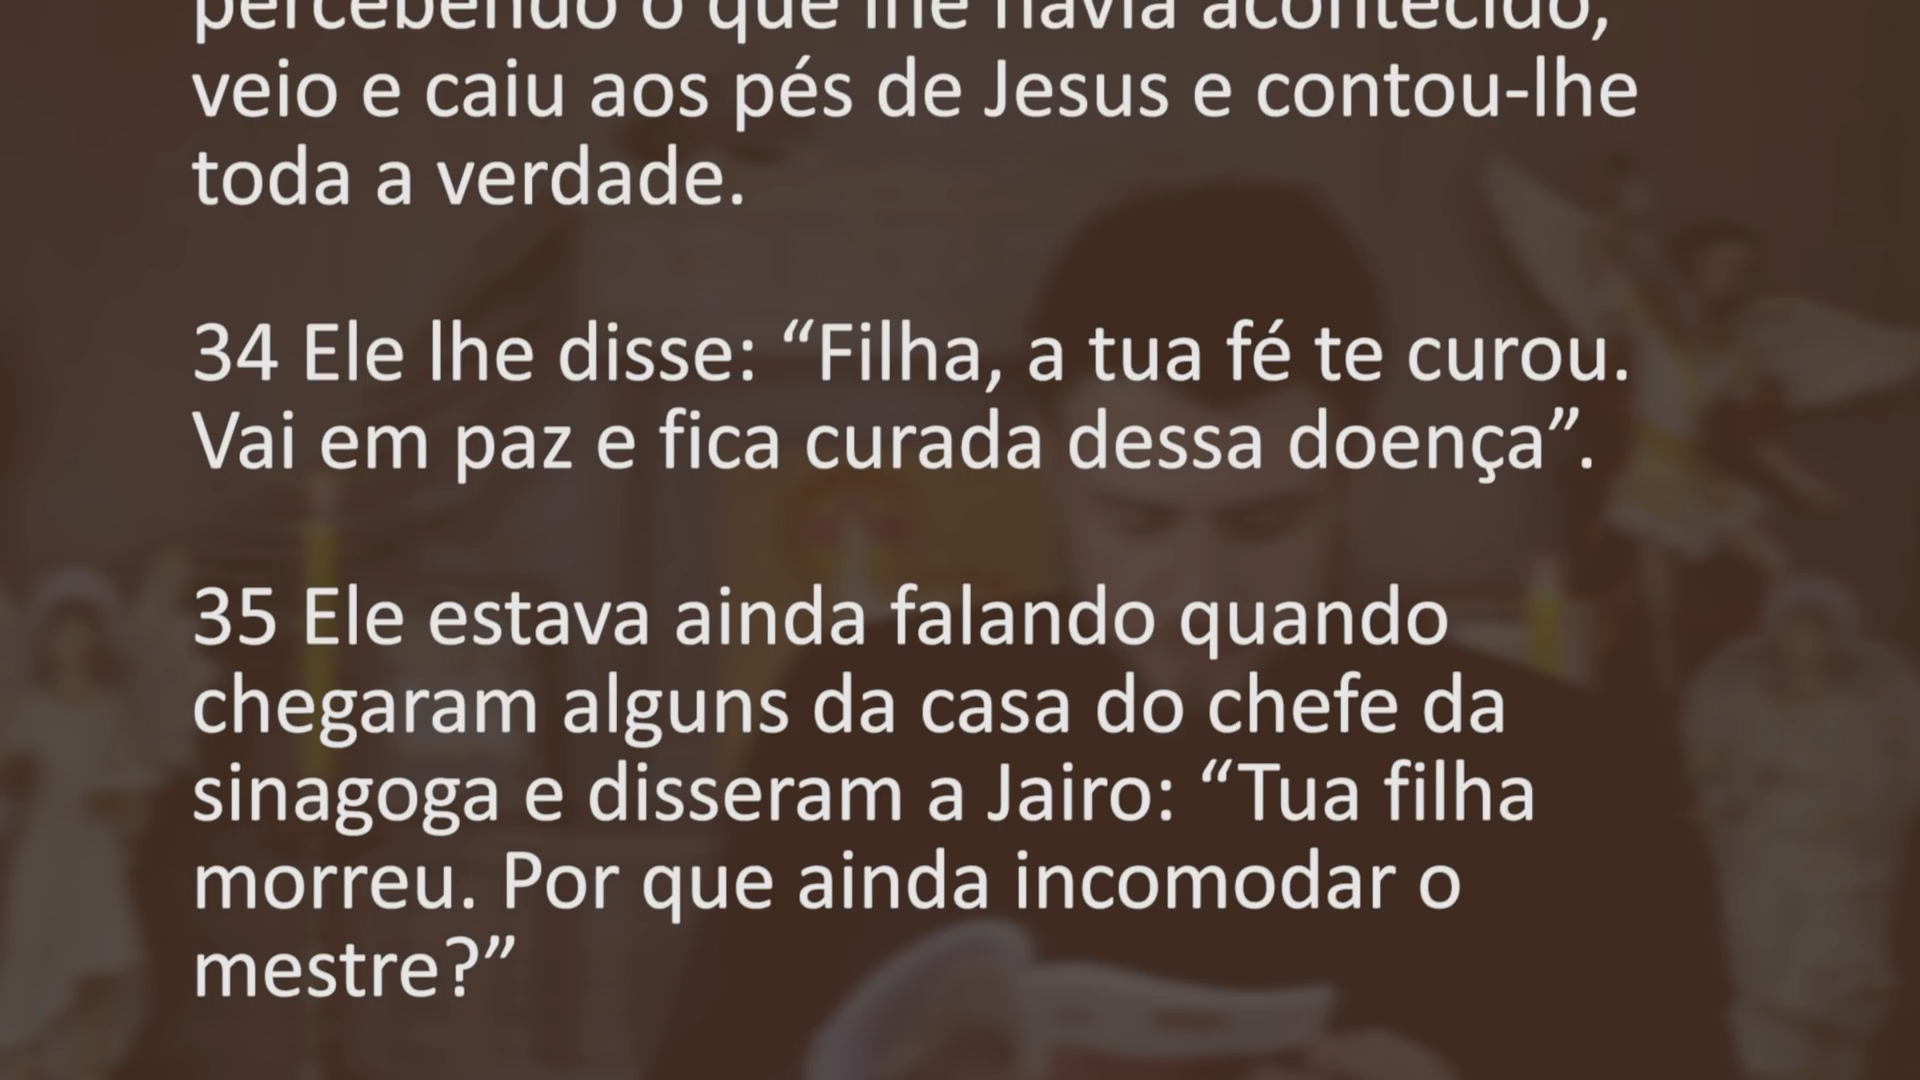 percebendo o que lhe havia acontecido,
veio e caiu aos pés de Jesus e contou-lhe
toda a verdade.
34 Ele lhe disse: “Filha, a tua fé te curou.
Vai em paz e fica curada dessa doença”.
35 Ele estava ainda falando quando
chegaram alguns da casa do chefe da
sinagoga e disseram a Jairo: “Tua filha
morreu. Por que ainda incomodar o
mestre?”